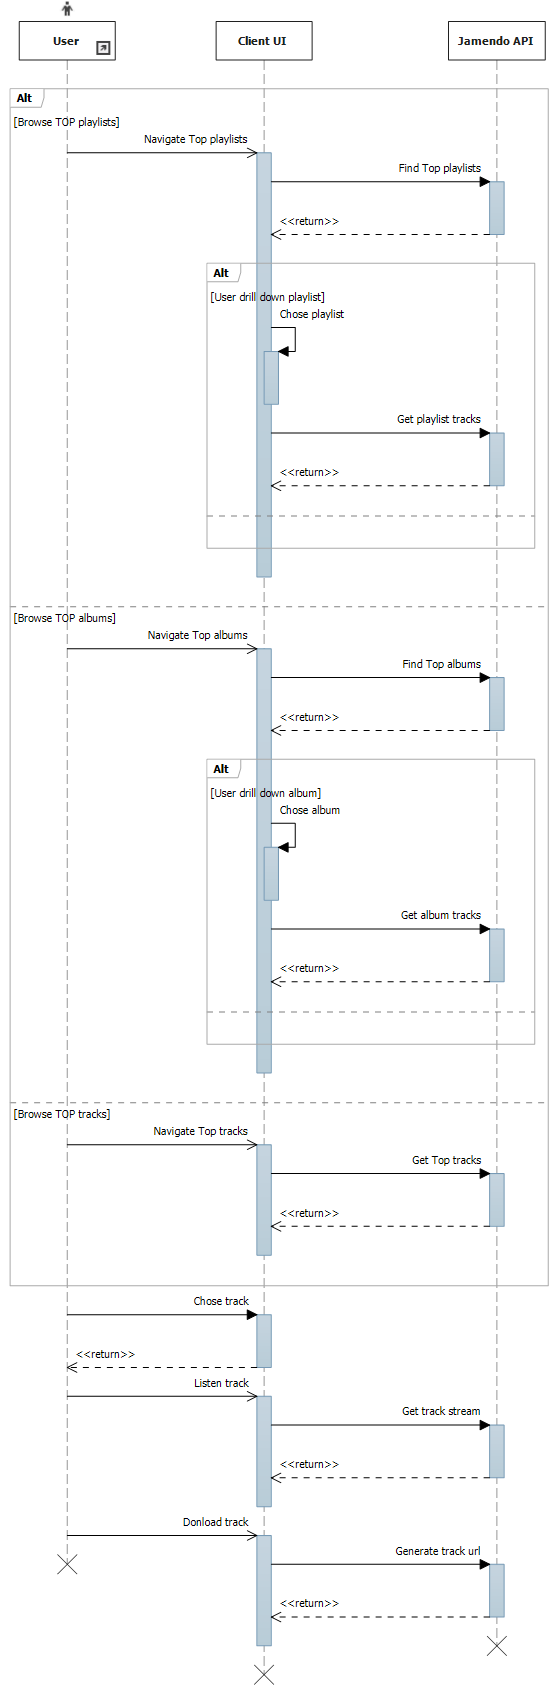 User
Client UI
Jamendo API
Alt
[Browse TOP playlists]
Navigate Top playlists
Find Top playlists
<<return>>
Alt
[User drill down playlist]
Chose playlist
Get playlist tracks
<<return>>
[Browse TOP albums]
Navigate Top albums
Find Top albums
<<return>>
Alt
[User drill down album]
Chose album
Get album tracks
<<return>>
[Browse TOP tracks]
Navigate Top tracks
Get Top tracks
<<return>>
Chose track
<<return>>
Listen track
Get track stream
<<return>>
Donload track
Generate track url
<<return>>